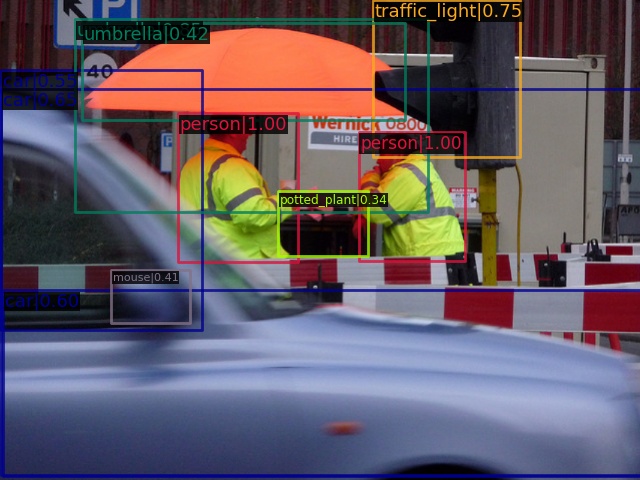 traffic_light|0.75
umbrella|0.42
P
40
car|0.60
P
person|1.00
Wernick 0800
HIRE
person|1.00
potted_plant|0.34
mouse|0.41